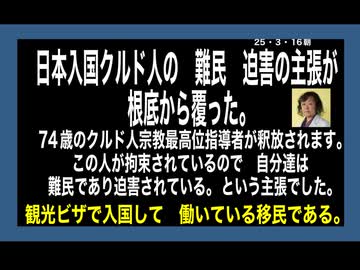 25・3・16朝
日本入国クルド人の　難民　迫害の主張が
根底から覆った。
74歳のクルド人宗教最高位指導者が釈放されます。
この人が拘束されているので　自分達は
難民であり迫害されている。という主張でした。
観光ビザで入国して　働いている移民である。